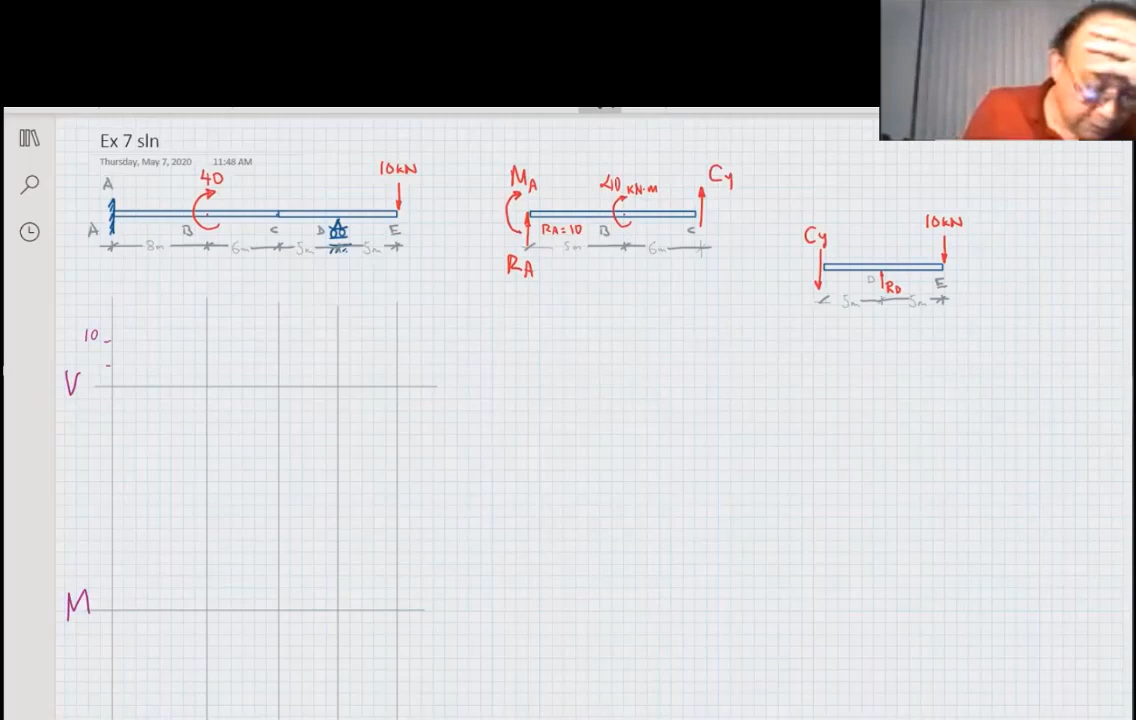 Ex 7 sln
Thursday, May 7, 2020 11:48 AM
A
40
10kN
A
B
C
D
E
8m
6m
5m
5m
MA
40 kN·m
Cy
RA=10
B
C
5m
6m
RA
Cy
10kN
D
RD
E
5m
5m
10
V
M